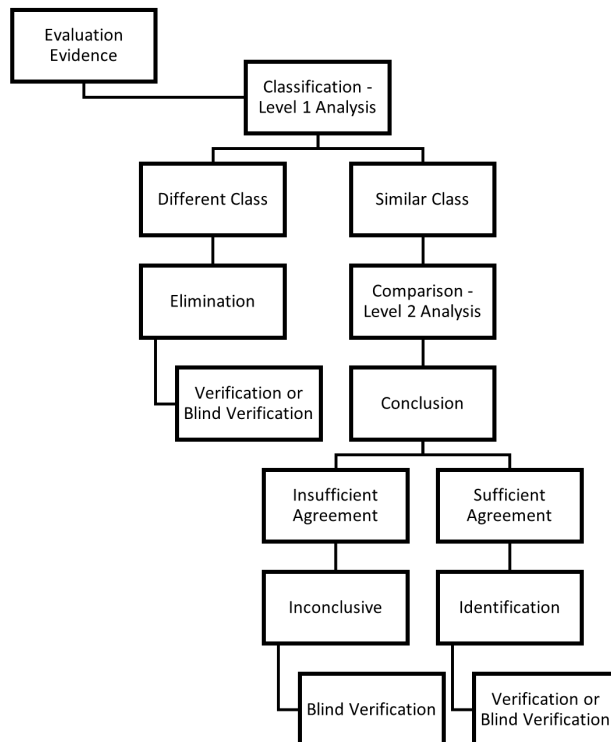 Evaluation
Evidence
Classification -
Level 1 Analysis
Different Class
Similar Class
Elimination
Comparison -
Level 2 Analysis
Verification or
Blind Verification
Conclusion
Insufficient
Agreement
Sufficient
Agreement
Inconclusive
Identification
Blind Verification
Verification or
Blind Verification